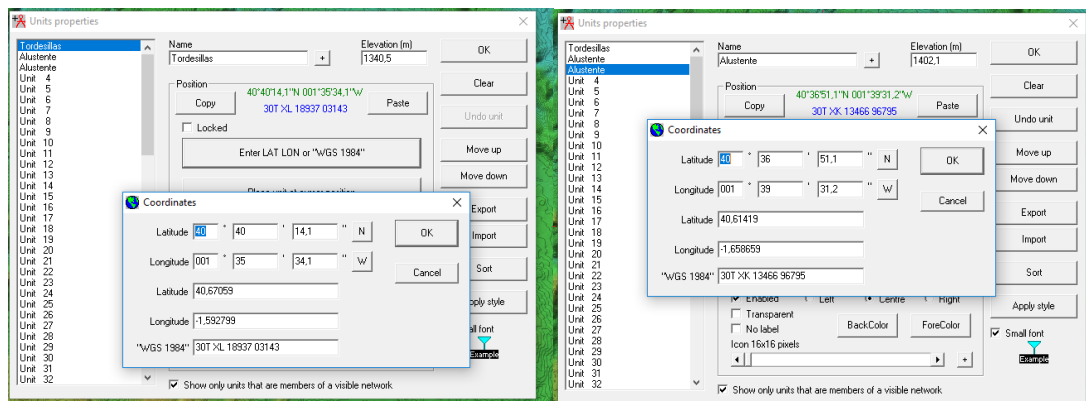 Units properties
Tordesillas
Alustente
Alustente
Unit 4
Unit 5
Unit 6
Unit 7
Unit 8
Unit 9
Unit 10
Unit 11
Unit 12
Unit 13
Unit 14
Unit 15
Unit 16
Unit 17
Unit 18
Unit 19
Unit 20
Unit 21
Unit 22
Unit 23
Unit 24
Unit 25
Unit 26
Unit 27
Unit 28
Unit 29
Unit 30
Unit 31
Unit 32
Name
Elevation (m)
Tordesillas
+
1340,5
Position
40°40'14,1"N 001°35'34,1"W
30T XL 18937 03143
Copy
Paste
Locked
Enter LAT LON or "WGS 1984"
OK
Clear
Undo unit
Move up
Move down
Export
Import
Sort
Example
Coordinates
Latitude 40 ° 40 ' 14,1 " N
Longitude 001 ° 35 ' 34,1 " W
Latitude 40,67059
Longitude -1,592799
"WGS 1984" 30T XL 18937 03143
OK
Cancel
Show only units that are members of a visible network
Units properties
Tordesillas
Alustente
Alustente
Unit 4
Unit 5
Unit 6
Unit 7
Unit 8
Unit 9
Unit 10
Unit 11
Unit 12
Unit 13
Unit 14
Unit 15
Unit 16
Unit 17
Unit 18
Unit 19
Unit 20
Unit 21
Unit 22
Unit 23
Unit 24
Unit 25
Unit 26
Unit 27
Unit 28
Unit 29
Unit 30
Unit 31
Unit 32
Name
Elevation (m)
Alustente
+
1402,1
Position
40°36'51,1"N 001°39'31,2"W
30T XK 13466 96795
Copy
Paste
OK
Clear
Undo unit
Move up
Move down
Export
Import
Sort
Apply style
Small font
Example
Coordinates
Latitude 40 ° 36 ' 51,1 " N
Longitude 001 ° 39 ' 31,2 " W
Latitude 40,61419
Longitude -1,658659
"WGS 1984" 30T XK 13466 96795
OK
Cancel
Enabled
Left
Centre
Right
Transparent
No label
BackColor
ForeColor
Icon 16x16 pixels
+
Show only units that are members of a visible network